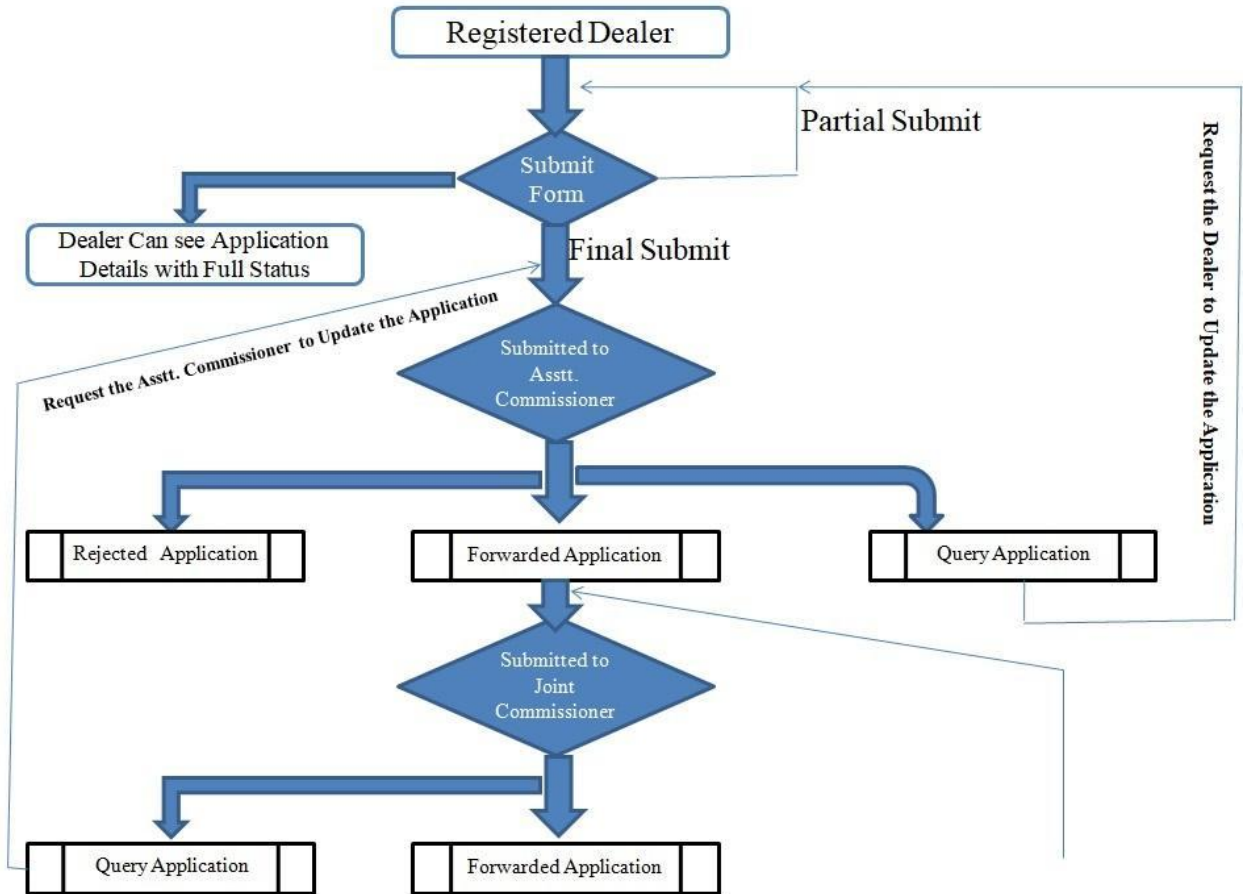 Registered Dealer
Partial Submit
Submit
Form
Dealer Can see Application
Details with Full Status
Final Submit
Request the Dealer to Update the Application
Request the Asstt. Commissioner to Update the Application
Submitted to
Asstt.
Commissioner
Rejected Application
Forwarded Application
Query Application
Submitted to
Joint
Commissioner
Query Application
Forwarded Application